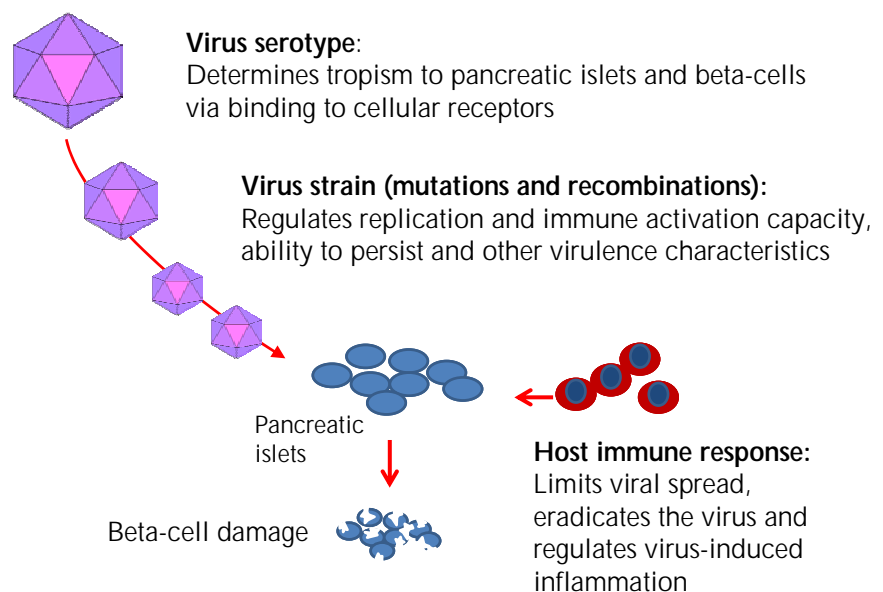 Virus serotype:
Determines tropism to pancreatic islets and beta-cells
via binding to cellular receptors
Virus strain (mutations and recombinations):
Regulates replication and immune activation capacity,
ability to persist and other virulence characteristics
Pancreatic
islets
Host immune response:
Limits viral spread,
eradicates the virus and
regulates virus-induced
inflammation
Beta-cell damage